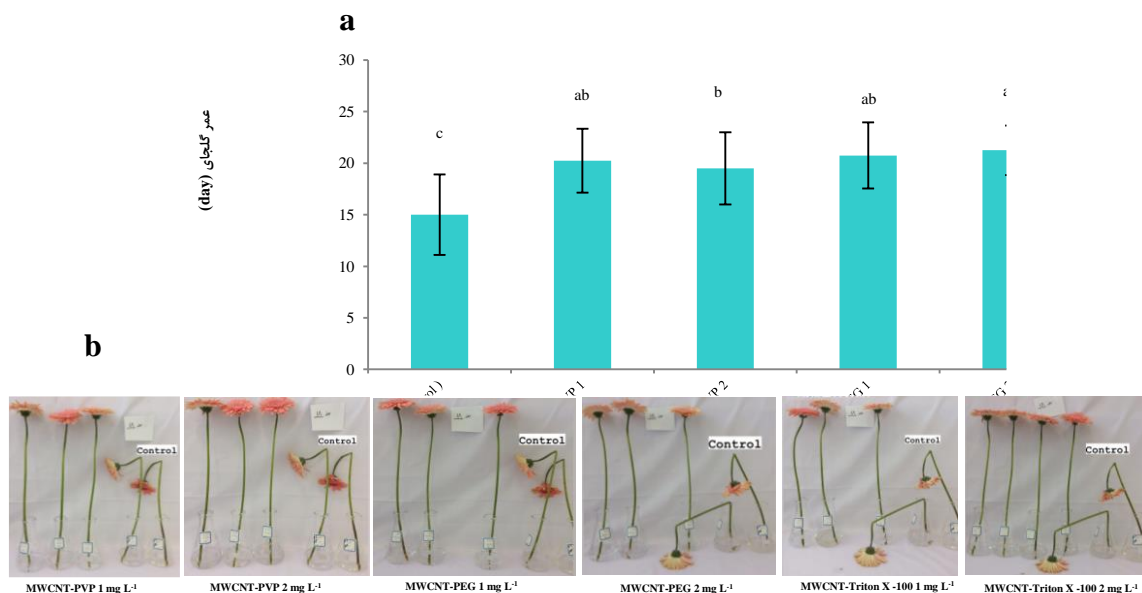 a
30
25
20
15
10
5
0
عمر گلجای (day)
c
ab
b
ab
b
Control
Control
Control
Control
Control
Control
MWCNT-PVP 1 mg L-1
MWCNT-PVP 2 mg L-1
MWCNT-PEG 1 mg L-1
MWCNT-PEG 2 mg L-1
MWCNT-Triton X -100 1 mg L-1
MWCNT-Triton X -100 2 mg L-1